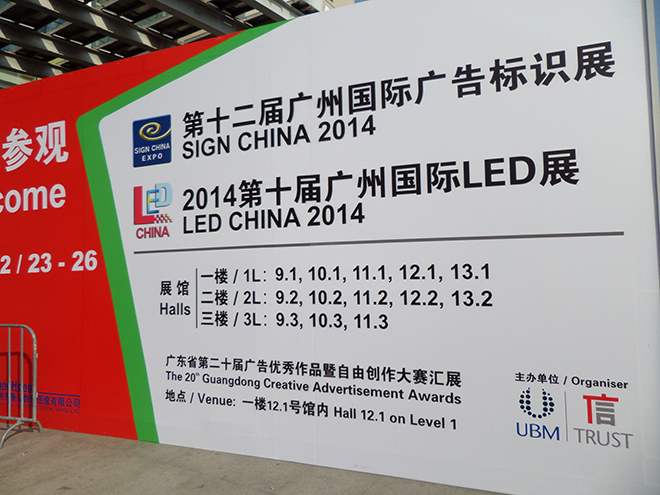 参观
come
2 / 23 - 26
SIGN CHINA
EXPO
第十二届广州国际广告标识展
SIGN CHINA 2014
LED
CHINA
2014第十届广州国际LED展
LED CHINA 2014
展馆
Halls
一楼 / 1L: 9.1, 10.1, 11.1, 12.1, 13.1
二楼 / 2L: 9.2, 10.2, 11.2, 12.2, 13.2
三楼 / 3L: 9.3, 10.3, 11.3
广东省第二十届广告优秀作品暨自由创作大赛汇展
The 20th Guangdong Creative Advertisement Awards
地点 / Venue: 一楼12.1号馆内 Hall 12.1 on Level 1
主办单位 / Organiser
UBM
信
TRUST
有限公司